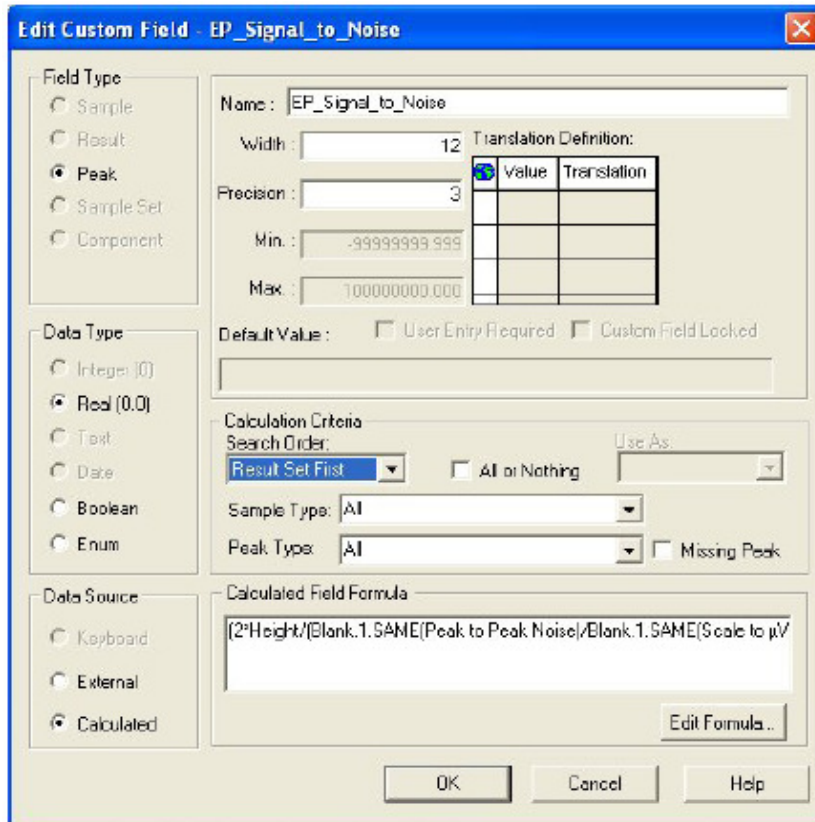 Edit Custom Field - EP_Signal_to_Noise
Field Type
Sample
Result
Peak
Sample Set
Component
Name : EP_Signal_to_Noise
Width : 12
Precision : 3
Min. : -99999999.999
Max. : 100000000.000
Translation Definition:
Value Translation
Default Value : User Entry Required Custom Field Locked
Data Type
Integer (0)
Real (0.0)
Text
Date
Boolean
Enum
Calculation Criteria
Search Order:
Result Set First
All or Nothing
Use As:
Sample Type: All
Peak Type: All
Missing Peak
Data Source
Keyboard
External
Calculated
Calculated Field Formula
(2*Height/(Blank.1.SAME(Peak to Peak Noise)/Blank.1.SAME(Scale to µV
Edit Formula...
OK Cancel Help